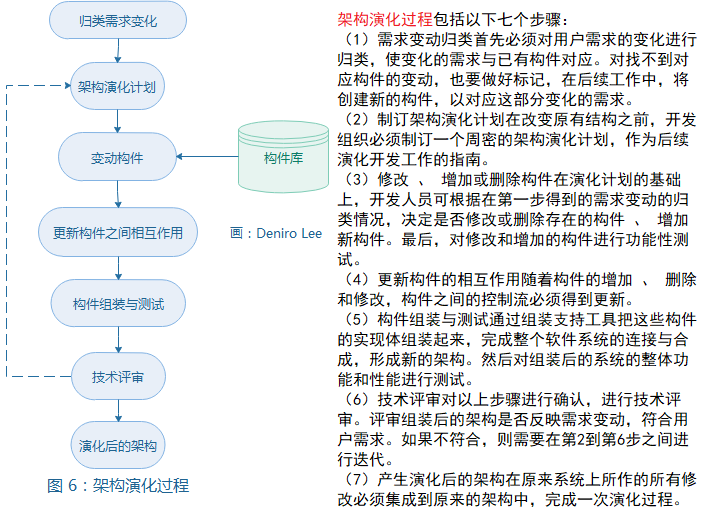 归类需求变化
架构演化计划
变动构件
构件库
更新构件之间相互作用
画：Deniro Lee
构件组装与测试
技术评审
演化后的架构
图 6：架构演化过程
架构演化过程包括以下七个步骤：
（1）需求变动归类首先必须对用户需求的变化进行
归类，使变化的需求与已有构件对应。对找不到对
应构件的变动，也要做好标记，在后续工作中，将
创建新的构件，以对应这部分变化的需求。
（2）制订架构演化计划在改变原有结构之前，开发
组织必须制订一个周密的架构演化计划，作为后续
演化开发工作的指南。
（3）修改 、 增加或删除构件在演化计划的基础
上，开发人员可根据在第一步得到的需求变动的归
类情况，决定是否修改或删除存在的构件 、 增加
新构件。最后，对修改和增加的构件进行功能性测
试。
（4）更新构件的相互作用随着构件的增加 、 删除
和修改，构件之间的控制流必须得到更新。
（5）构件组装与测试通过组装支持工具把这些构件
的实现体组装起来，完成整个软件系统的连接与合
成，形成新的架构。然后对组装后的系统的整体功
能和性能进行测试。
（6）技术评审对以上步骤进行确认，进行技术评
审。评审组装后的架构是否反映需求变动，符合用
户需求。如果不符合，则需要在第2到第6步之间进
行迭代。
（7）产生演化后的架构在原来系统上所作的所有修
改必须集成到原来的架构中，完成一次演化过程。